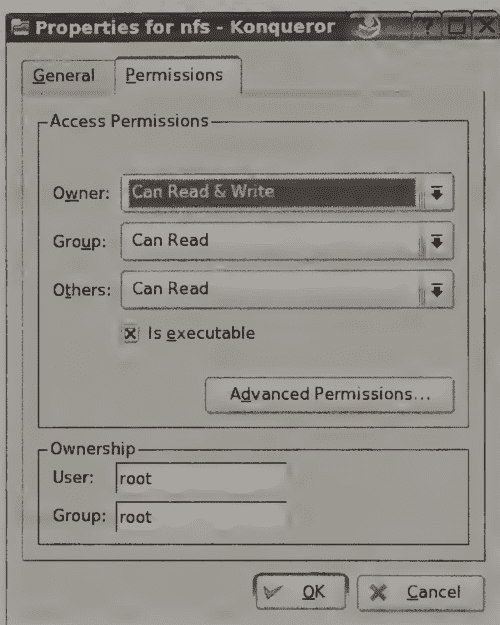 Properties for nfs - Konqueror
General Permissions
Access Permissions
Owner: Can Read & Write
Group: Can Read
Others: Can Read
Is executable
Advanced Permissions...
Ownership
User: root
Group: root
OK Cancel